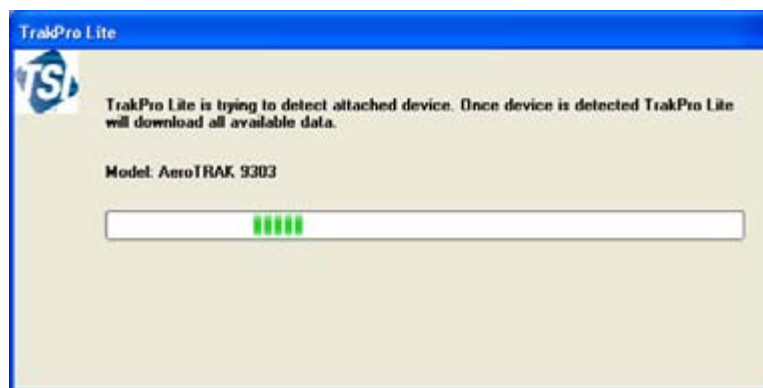 TrakPro Lite
TSI
TrakPro Lite is trying to detect attached device. Once device is detected TrakPro Lite
will download all available data.
Model: AeroTRAK 9303